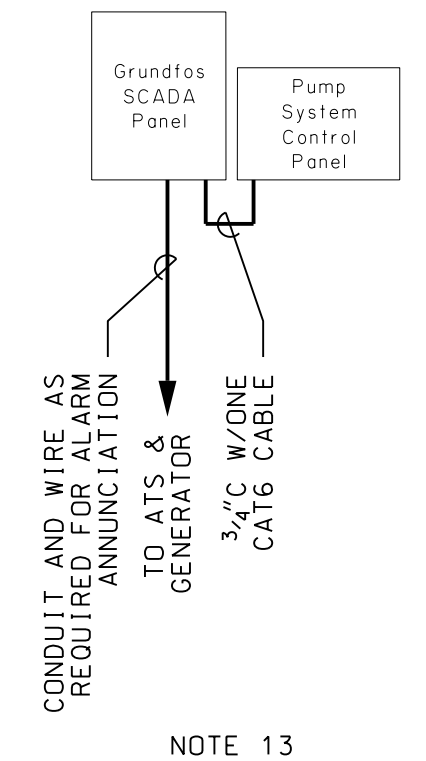 Grundfos
SCADA
Panel
Pump
System
Control
Panel
CONDUIT AND WIRE AS
REQUIRED FOR ALARM
ANNUNCIATION
TO ATS &
GENERATOR
3/4"C W/ONE
CAT6 CABLE
NOTE 13